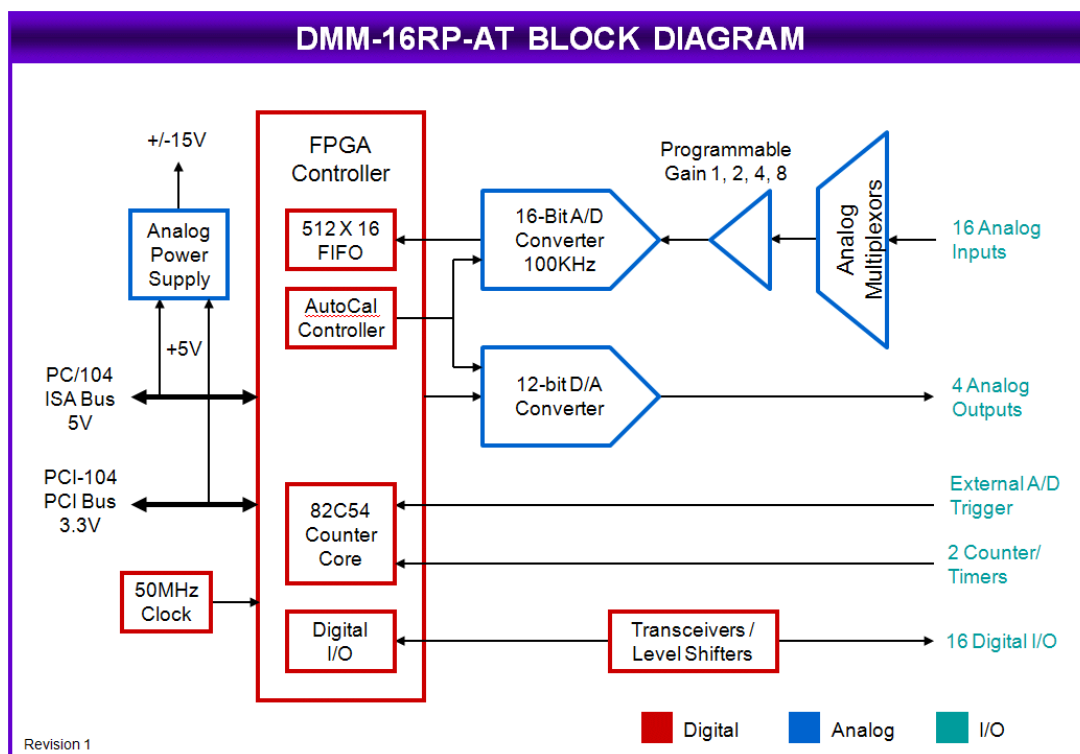 DMM-16RP-AT BLOCK DIAGRAM
+/-15V
Analog
Power
Supply
+5V
PC/104
ISA Bus
5V
PCI-104
PCI Bus
3.3V
50MHz
Clock
FPGA
Controller
512 X 16
FIFO
AutoCal
Controller
82C54
Counter
Core
Digital
I/O
16-Bit A/D
Converter
100KHz
12-bit D/A
Converter
Programmable
Gain 1, 2, 4, 8
Analog
Multiplexors
Transceivers /
Level Shifters
16 Analog
Inputs
4 Analog
Outputs
External A/D
Trigger
2 Counter/
Timers
16 Digital I/O
Digital
Analog
I/O
Revision 1